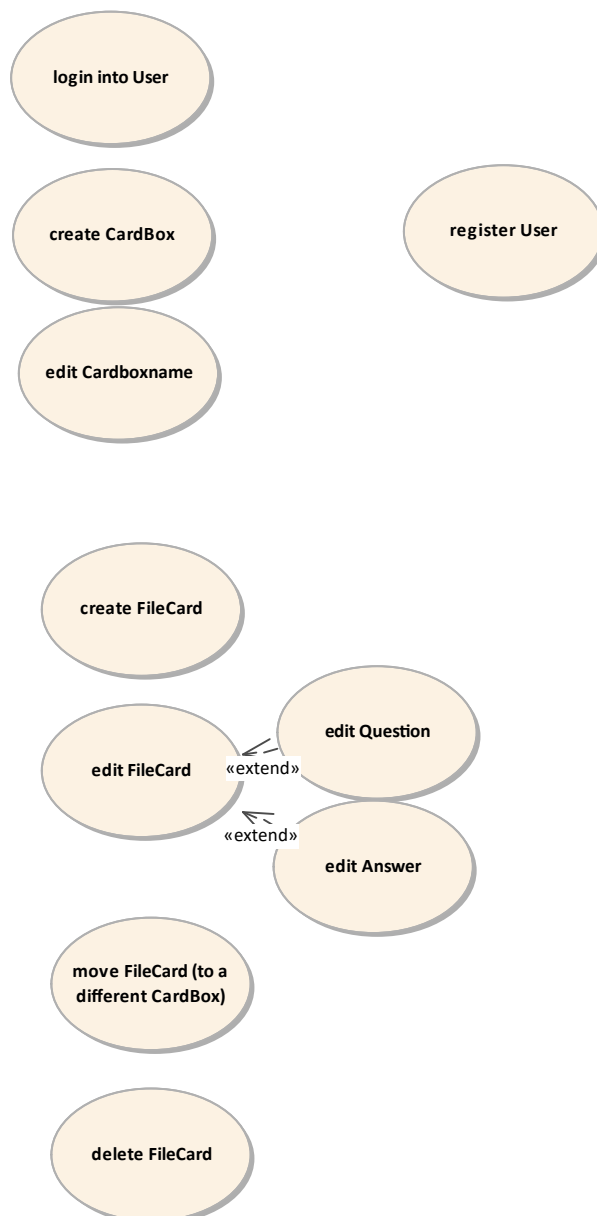 login into User
create CardBox
register User
edit Cardboxname
create FileCard
edit Question
edit FileCard
«extend»
«extend»
edit Answer
move FileCard (to a
different CardBox)
delete FileCard